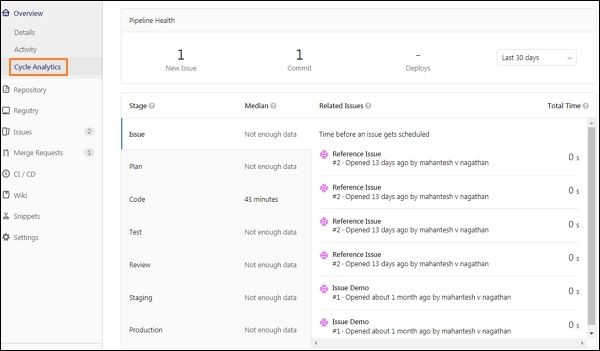 Overview
Details
Activity
Cycle Analytics
Repository
Registry
Issues 2
Merge Requests 1
CI / CD
Wiki
Snippets
Settings
Pipeline Health
1
New Issue
1
Commit
-
Deploys
Last 30 days
Stage ? Median ? Related Issues ? Total Time ?
Issue Not enough data
Plan Not enough data
Code 43 minutes
Test Not enough data
Review Not enough data
Staging Not enough data
Production Not enough data
Time before an issue gets scheduled
Reference Issue 0 s
#2 · Opened 13 days ago by mahantesh v nagathan
Reference Issue 0 s
#2 · Opened 13 days ago by mahantesh v nagathan
Reference Issue 0 s
#2 · Opened 13 days ago by mahantesh v nagathan
Reference Issue 0 s
#2 · Opened 13 days ago by mahantesh v nagathan
Issue Demo 0 s
#1 · Opened about 1 month ago by mahantesh v nagathan
Issue Demo 0 s
#1 · Opened about 1 month ago by mahantesh v nagathan